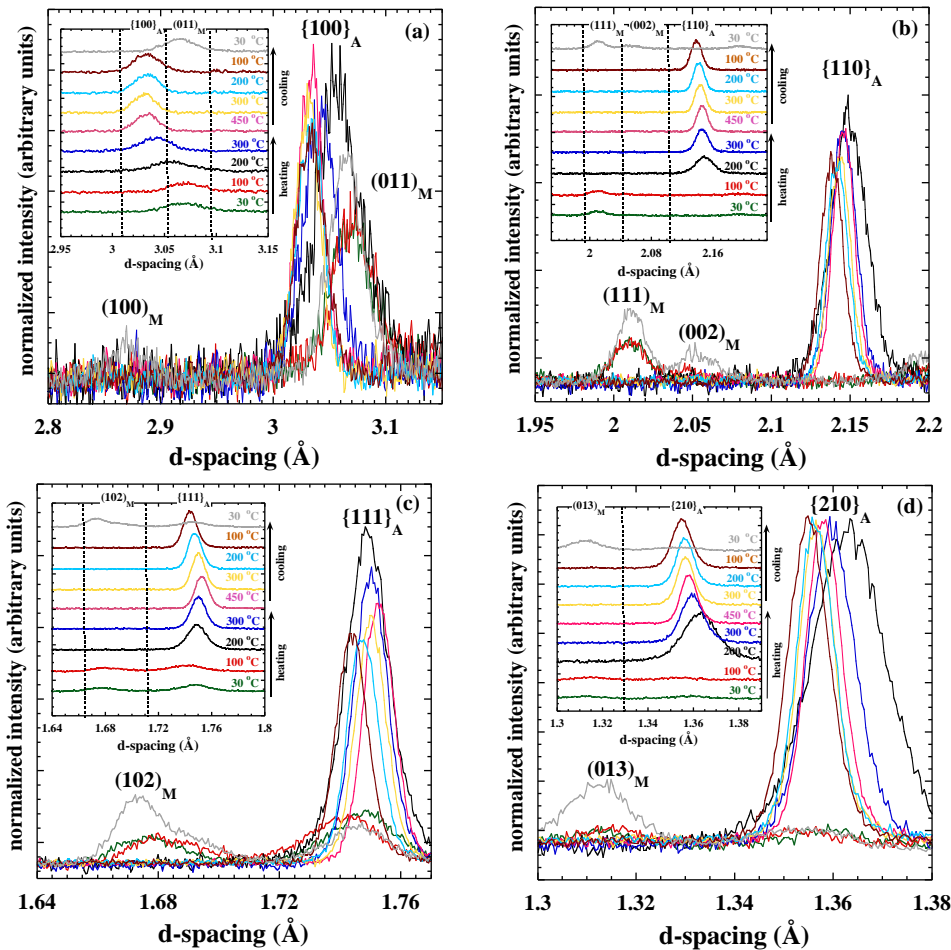 normalized intensity (arbitrary units)
{100}A (011)M
30 °C
100 °C
200 °C
300 °C
450 °C
300 °C
200 °C
100 °C
30 °C
cooling
heating
2.95 3 3.05 3.1 3.15
d-spacing (Å)
{100}A
(a)
(011)M
(100)M
2.8 2.9 3 3.1
d-spacing (Å)
normalized intensity (arbitrary units)
(111)M (002)M {110}A
30 °C
100 °C
200 °C
300 °C
450 °C
300 °C
200 °C
100 °C
30 °C
cooling
heating
2 2.08 2.16
d-spacing (Å)
(b)
{110}A
(111)M
(002)M
1.95 2 2.05 2.1 2.15 2.2
d-spacing (Å)
normalized intensity (arbitrary units)
(102)M {111}A
30 °C
100 °C
200 °C
300 °C
450 °C
300 °C
200 °C
100 °C
30 °C
cooling
heating
1.64 1.68 1.72 1.76 1.8
d-spacing (Å)
(c)
{111}A
(102)M
1.64 1.68 1.72 1.76
d-spacing (Å)
normalized intensity (arbitrary units)
(013)M {210}A
30 °C
100 °C
200 °C
300 °C
450 °C
300 °C
200 °C
100 °C
30 °C
cooling
heating
1.3 1.32 1.34 1.36 1.38
d-spacing (Å)
(d)
{210}A
(013)M
1.3 1.32 1.34 1.36 1.38
d-spacing (Å)